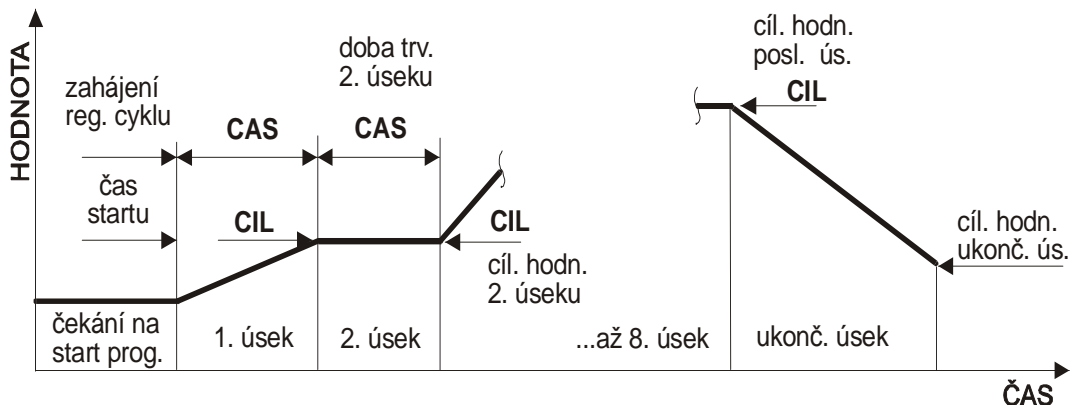 HODNOTA
zahájení
reg. cyklu
doba trv.
2. úseku
cíl. hodn.
posl. ús.
CIL
CAS
CAS
čas
startu
CIL
CIL
cíl. hodn.
2. úseku
cíl. hodn.
ukonč. ús.
čekání na
start prog.
1. úsek
2. úsek
...až 8. úsek
ukonč. úsek
ČAS